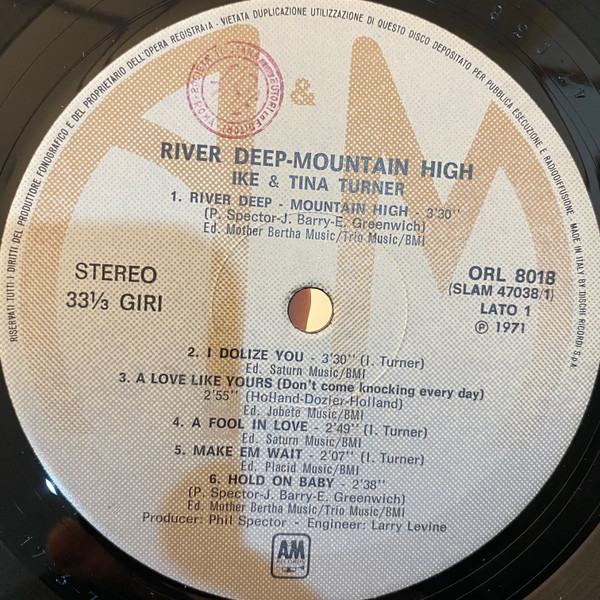 RISERVATI TUTTI I DIRITTI DEL PRODUTTORE FONOGRAFICO E DEL PROPRIETARIO DELL'OPERA REGISTRATA - VIETATA DUPLICAZIONE UTILIZZAZIONE DI QUESTO DISCO DEPOSITATO PER PUBBLICA ESECUZIONE E RADIODIFFUSIONE - MADE IN ITALY BY DISCHI RICORDI S.p.A.
&
RIVER DEEP-MOUNTAIN HIGH
IKE & TINA TURNER
1. RIVER DEEP - MOUNTAIN HIGH - 3'30''
(P. Spector-J. Barry-E. Greenwich)
Ed. Mother Bertha Music/Trio Music/BMI
STEREO
33⅓ GIRI
ORL 8018
(SLAM 47038/1)
LATO 1
℗ 1971
2. I DOLIZE YOU - 3'30'' (I. Turner)
Ed. Saturn Music/BMI
3. A LOVE LIKE YOURS (Don't come knocking every day)
2'55'' (Holland-Dozier-Holland)
Ed. Jobete Music/BMI
4. A FOOL IN LOVE - 2'49'' (I. Turner)
Ed. Saturn Music/BMI
5. MAKE EM WAIT - 2'07'' (I. Turner)
Ed. Placid Music/BMI
6. HOLD ON BABY - 2'38''
(P. Spector-J. Barry-E. Greenwich)
Ed. Mother Bertha Music/Trio Music/BMI
Producer: Phil Spector - Engineer: Larry Levine
AM
RECORDS